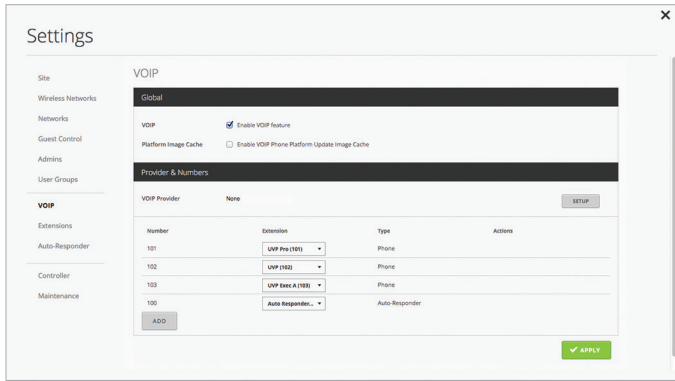 Settings
Site
Wireless Networks
Networks
Guest Control
Admins
User Groups
VOIP
Extensions
Auto-Responder
Controller
Maintenance
VOIP
Global
VOIP Enable VOIP feature
Platform Image Cache Enable VOIP Phone Platform Update Image Cache
Provider & Numbers
VOIP Provider None SETUP
Number Extension Type Actions
101 UVP Pro (101) Phone
102 UVP (102) Phone
103 UVP Exec A (103) Phone
100 Auto Responder... Auto-Responder
ADD
APPLY